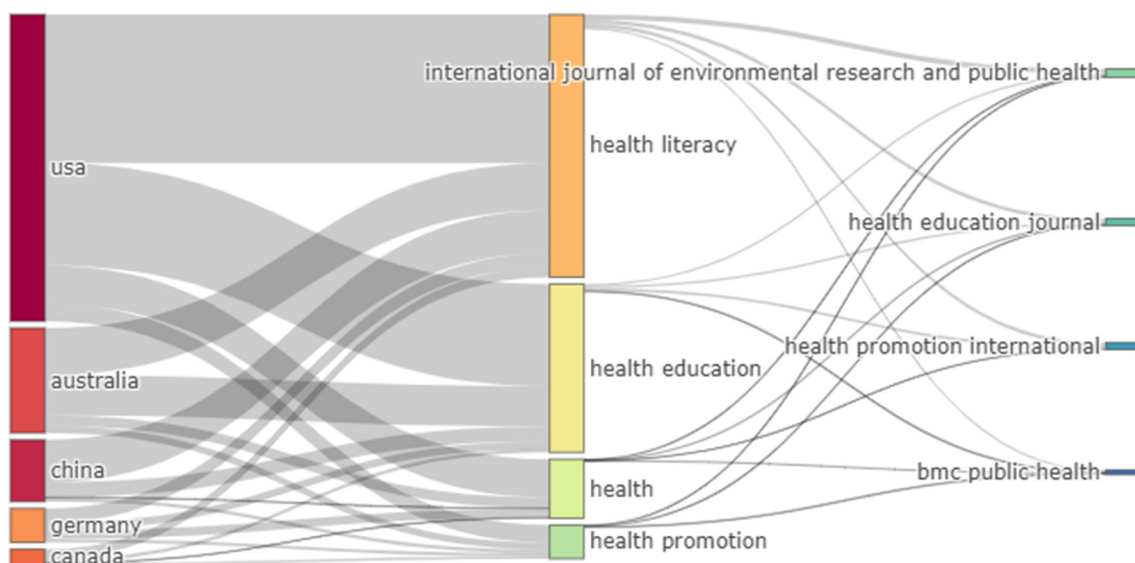 usa
australia
china
germany
canada
health literacy
health education
health
health promotion
international journal of environmental research and public health
health education journal
health promotion international
bmc public health